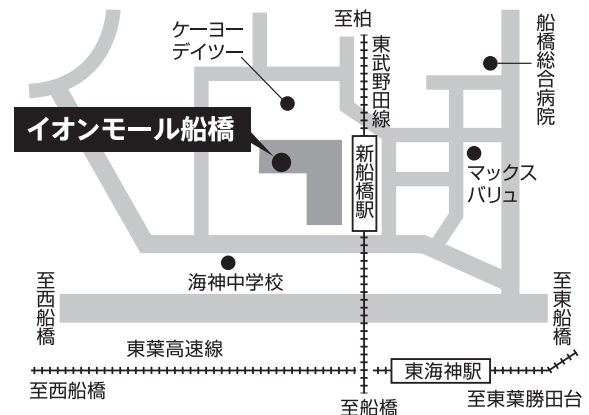 至柏
ケーヨー
デイツー
東武野田線
船橋総合病院
イオンモール船橋
新船橋駅
マックス
バリュ
海神中学校
至西船橋
至東船橋
東葉高速線
東海神駅
至西船橋
至船橋
至東葉勝田台